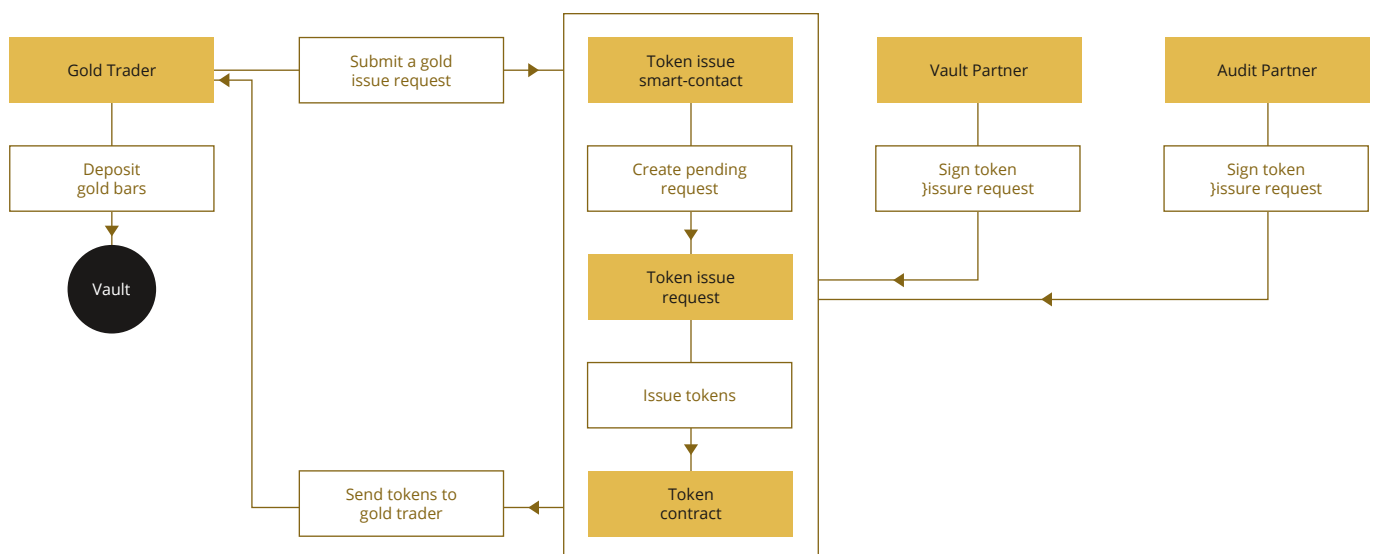 Gold Trader
Submit a gold
issue request
Token issue
smart-contact
Vault Partner
Audit Partner
Deposit
gold bars
Create pending
request
Sign token
}issure request
Sign token
}issure request
Vault
Token issue
request
Issue tokens
Send tokens to
gold trader
Token
contract